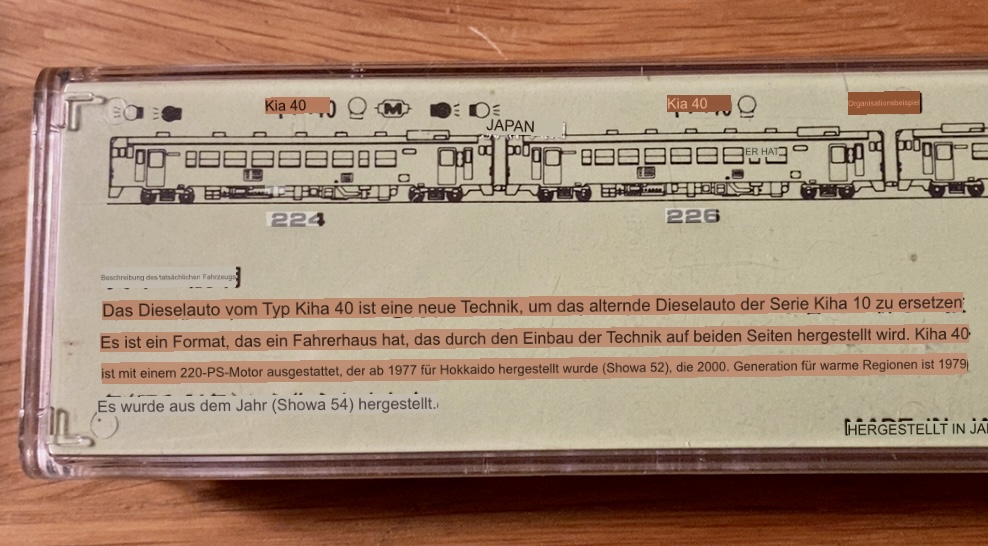 Kia 40
M
Kia 40
Organisationsbeispiel
JAPAN
ER HAT
224
226
Beschreibung des tatsächlichen Fahrzeugs
Das Dieselauto vom Typ Kiha 40 ist eine neue Technik, um das alternde Dieselauto der Serie Kiha 10 zu ersetzen
Es ist ein Format, das ein Fahrerhaus hat, das durch den Einbau der Technik auf beiden Seiten hergestellt wird. Kiha 40
ist mit einem 220-PS-Motor ausgestattet, der ab 1977 für Hokkaido hergestellt wurde (Showa 52), die 2000. Generation für warme Regionen ist 1979
Es wurde aus dem Jahr (Showa 54) hergestellt.
HERGESTELLT IN JA